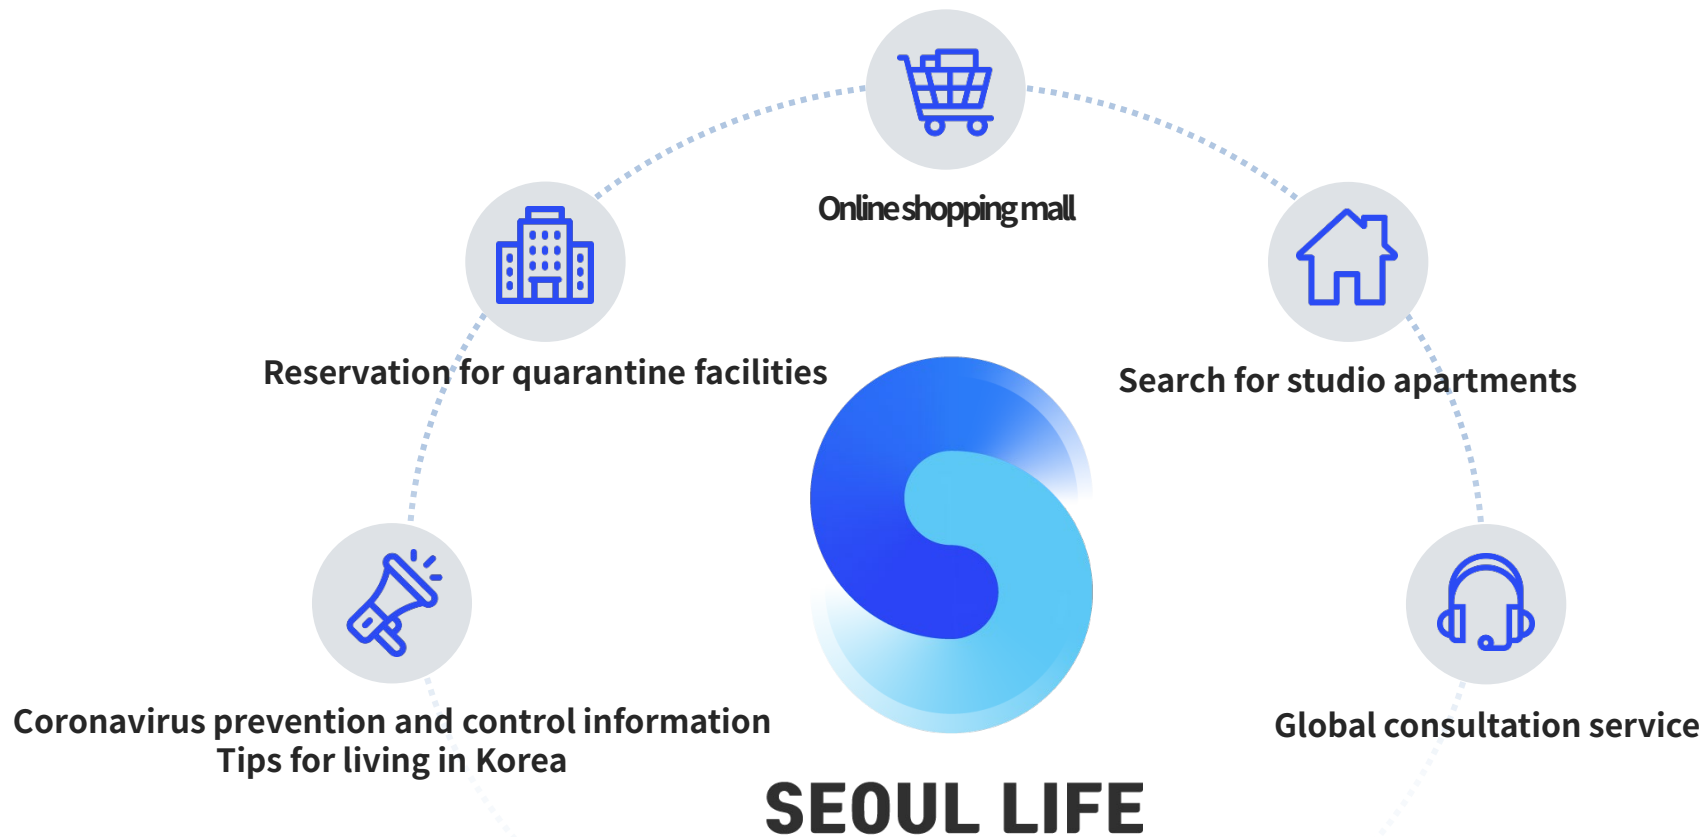 Online shopping mall
Reservation for quarantine facilities
Search for studio apartments
Coronavirus prevention and control information
Tips for living in Korea
Global consultation service
SEOUL LIFE